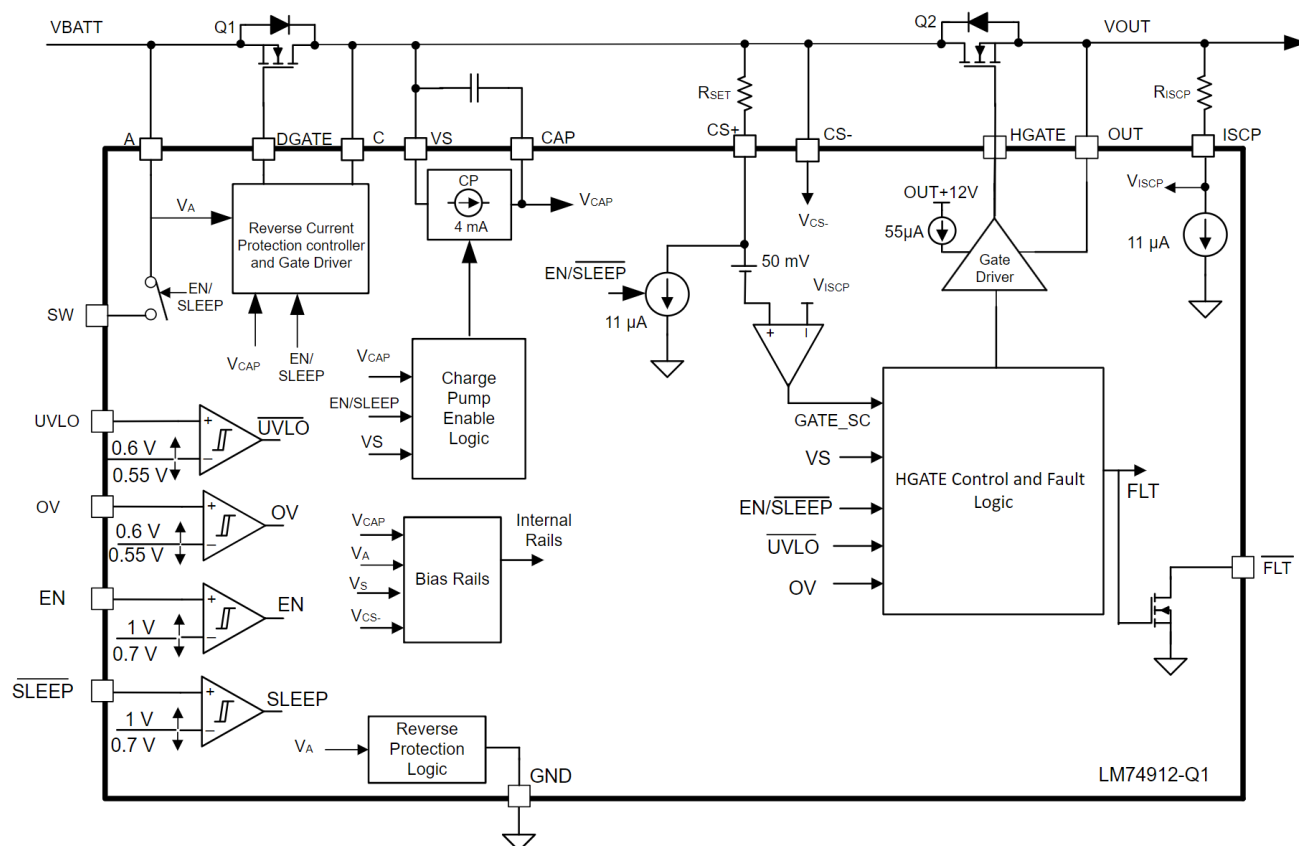 VBATT
Q1
Q2
VOUT
RSET
RISCP
A
DGATE
C
VS
CAP
CS+
CS-
HGATE
OUT
ISCP
VA
Reverse Current
Protection controller
and Gate Driver
CP
4 mA
VCAP
VCS-
OUT+12V
55µA
Gate
Driver
VISCP
11 µA
EN/
SLEEP
SW
VCAP
EN/
SLEEP
EN/SLEEP
11 µA
50 mV
VISCP
+
–
GATE_SC
VCAP
EN/SLEEP
VS
Charge
Pump
Enable
Logic
UVLO
+
–
0.6 V
0.55 V
UVLO
OV
+
–
0.6 V
0.55 V
OV
EN
+
–
1 V
0.7 V
EN
SLEEP
+
–
1 V
0.7 V
SLEEP
VCAP
VA
VS
VCS-
Bias Rails
Internal
Rails
VS
EN/SLEEP
UVLO
OV
HGATE Control and Fault
Logic
FLT
FLT
VA
Reverse
Protection
Logic
GND
LM74912-Q1